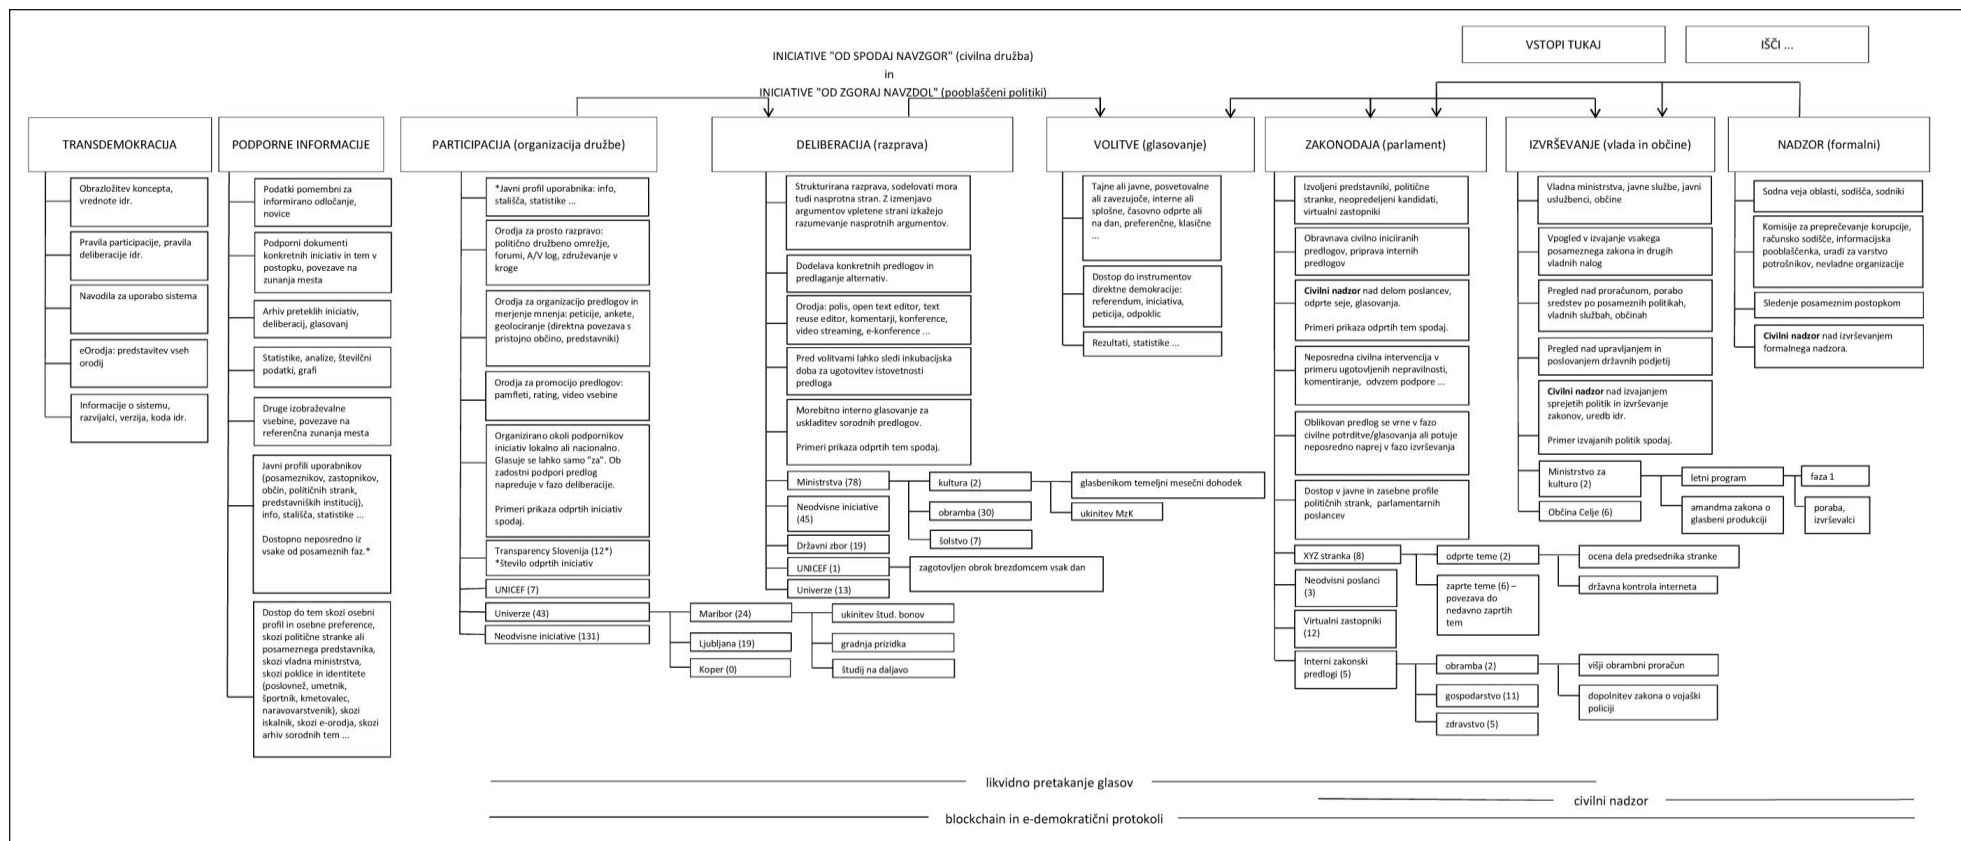 VSTOPI TUKAJ
IŠČI ...
INICIATIVE "OD SPODAJ NAVZGOR" (civilna družba)
in
INICIATIVE "OD ZGORAJ NAVZDOL" (pooblaščeni politiki)
TRANSDEMOKRACIJA
Obrazložitev koncepta,
vrednote idr.
Pravila participacije, pravila
deliberacije idr.
Navodila za uporabo sistema
eOrodja: predstavitev vseh
orodij
Informacije o sistemu,
razvijalci, verzija, koda idr.
PODPORNE INFORMACIJE
Podatki pomembni za
informirano odločanje,
novice
Podporni dokumenti
konkretnih iniciativ in tem v
postopku, povezave na
zunanja mesta
Arhiv preteklih iniciativ,
deliberacij, glasovanj
Statistike, analize, številčni
podatki, grafi
Druge izobraževalne
vsebine, povezave na
referenčna zunanja mesta
Javni profili uporabnikov
(posameznikov, zastopnikov,
občin, političnih strank,
predstavniških institucij),
info, stališča, statistike ...
Dostopno neposredno iz
vsake od posameznih faz.*
Dostop do tem skozi osebni
profil in osebne preference,
skozi politične stranke ali
posameznega predstavnika,
skozi vladna ministrstva,
skozi poklice in identitete
(poslovnež, umetnik,
športnik, kmetovalec,
naravovarstvenik), skozi
iskalnik, skozi e-orodja, skozi
arhiv sorodnih tem ...
PARTICIPACIJA (organizacija družbe)
*Javni profil uporabnika: info,
stališča, statistike ...
Orodja za prosto razpravo:
politično družbeno omrežje,
forumi, A/V log, združevanje v
kroge
Orodja za organizacijo predlogov in
merjenje mnenja: peticije, ankete,
geolociranje (direktna povezava s
pristojno občino, predstavniki)
Orodja za promocijo predlogov:
pamfleti, rating, video vsebine
Organizirano okoli podpornikov
iniciativ lokalno ali nacionalno.
Glasuje se lahko samo "za". Ob
zadostni podpori predlog
napreduje v fazo deliberacije.
Primeri prikaza odprtih iniciativ
spodaj.
Transparency Slovenija (12*)
*število odprtih iniciativ
UNICEF (7)
Univerze (43)
Neodvisne iniciative (131)
Maribor (24)
Ljubljana (19)
Koper (0)
ukinitev štud. bonov
gradnja prizidka
študij na daljavo
DELIBERACIJA (razprava)
Strukturirana razprava, sodelovati mora
tudi nasprotna stran. Z izmenjavo
argumentov vpletene strani izkažejo
razumevanje nasprotnih argumentov.
Dodelava konkretnih predlogov in
predlaganje alternativ.
Orodja: polis, open text editor, text
reuse editor, komentarji, konference,
video streaming, e-konference ...
Pred volitvami lahko sledi inkubacijska
doba za ugotovitev istovetnosti
predloga
Morebitno interno glasovanje za
uskladitev sorodnih predlogov.
Primeri prikaza odprtih tem spodaj.
Ministrstva (78)
Neodvisne iniciative
(45)
Državni zbor (19)
UNICEF (1)
Univerze (13)
kultura (2)
obramba (30)
šolstvo (7)
zagotovljen obrok brezdomcem vsak dan
glasbenikom temeljni mesečni dohodek
ukinitev MzK
VOLITVE (glasovanje)
Tajne ali javne, posvetovalne
ali zavezujoče, interne ali
splošne, časovno odprte ali
na dan, preferenčne, klasične
...
Dostop do instrumentov
direktne demokracije:
referendum, iniciativa,
peticija, odpoklic
Rezultati, statistike ...
ZAKONODAJA (parlament)
Izvoljeni predstavniki, politične
stranke, neopredeljeni kandidati,
virtualni zastopniki
Obravnava civilno iniciiranih
predlogov, priprava internih
predlogov
Civilni nadzor nad delom poslancev,
odprte seje, glasovanja.
Primeri prikaza odprtih tem spodaj.
Neposredna civilna intervencija v
primeru ugotovljenih nepravilnosti,
komentiranje, odvzem podpore ...
Oblikovan predlog se vrne v fazo
civilne potrditve/glasovanja ali potuje
neposredno naprej v fazo izvrševanja
Dostop v javne in zasebne profile
političnih strank, parlamentarnih
poslancev
XYZ stranka (8)
Neodvisni poslanci
(3)
Virtualni zastopniki
(12)
Interni zakonski
predlogi (5)
odprte teme (2)
zaprte teme (6) –
povezava do
nedavno zaprtih
tem
ocena dela predsednika stranke
državna kontrola interneta
obramba (2)
gospodarstvo (11)
zdravstvo (5)
višji obrambni proračun
dopolnitev zakona o vojaški
policiji
IZVRŠEVANJE (vlada in občine)
Vladna ministrstva, javne službe, javni
uslužbenci, občine
Vpogled v izvajanje vsakega
posameznega zakona in drugih
vladnih nalog
Pregled nad proračunom, porabo
sredstev po posameznih politikah,
vladnih službah, občinah
Pregled nad upravljanjem in
poslovanjem državnih podjetij
Civilni nadzor nad izvajanjem
sprejetih politik in izvrševanje
zakonov, uredb idr.
Primer izvajanih politik spodaj.
Ministrstvo za
kulturo (2)
Občina Celje (6)
letni program
amandma zakona o
glasbeni produkciji
faza 1
poraba,
izvrševalci
NADZOR (formalni)
Sodna veja oblasti, sodišča, sodniki
Komisije za preprečevanje korupcije,
računsko sodišče, informacijska
pooblaščenka, uradi za varstvo
potrošnikov, nevladne organizacije
Sledenje posameznim postopkom
Civilni nadzor nad izvrševanjem
formalnega nadzora.
likvidno pretakanje glasov
civilni nadzor
blockchain in e-demokratični protokoli